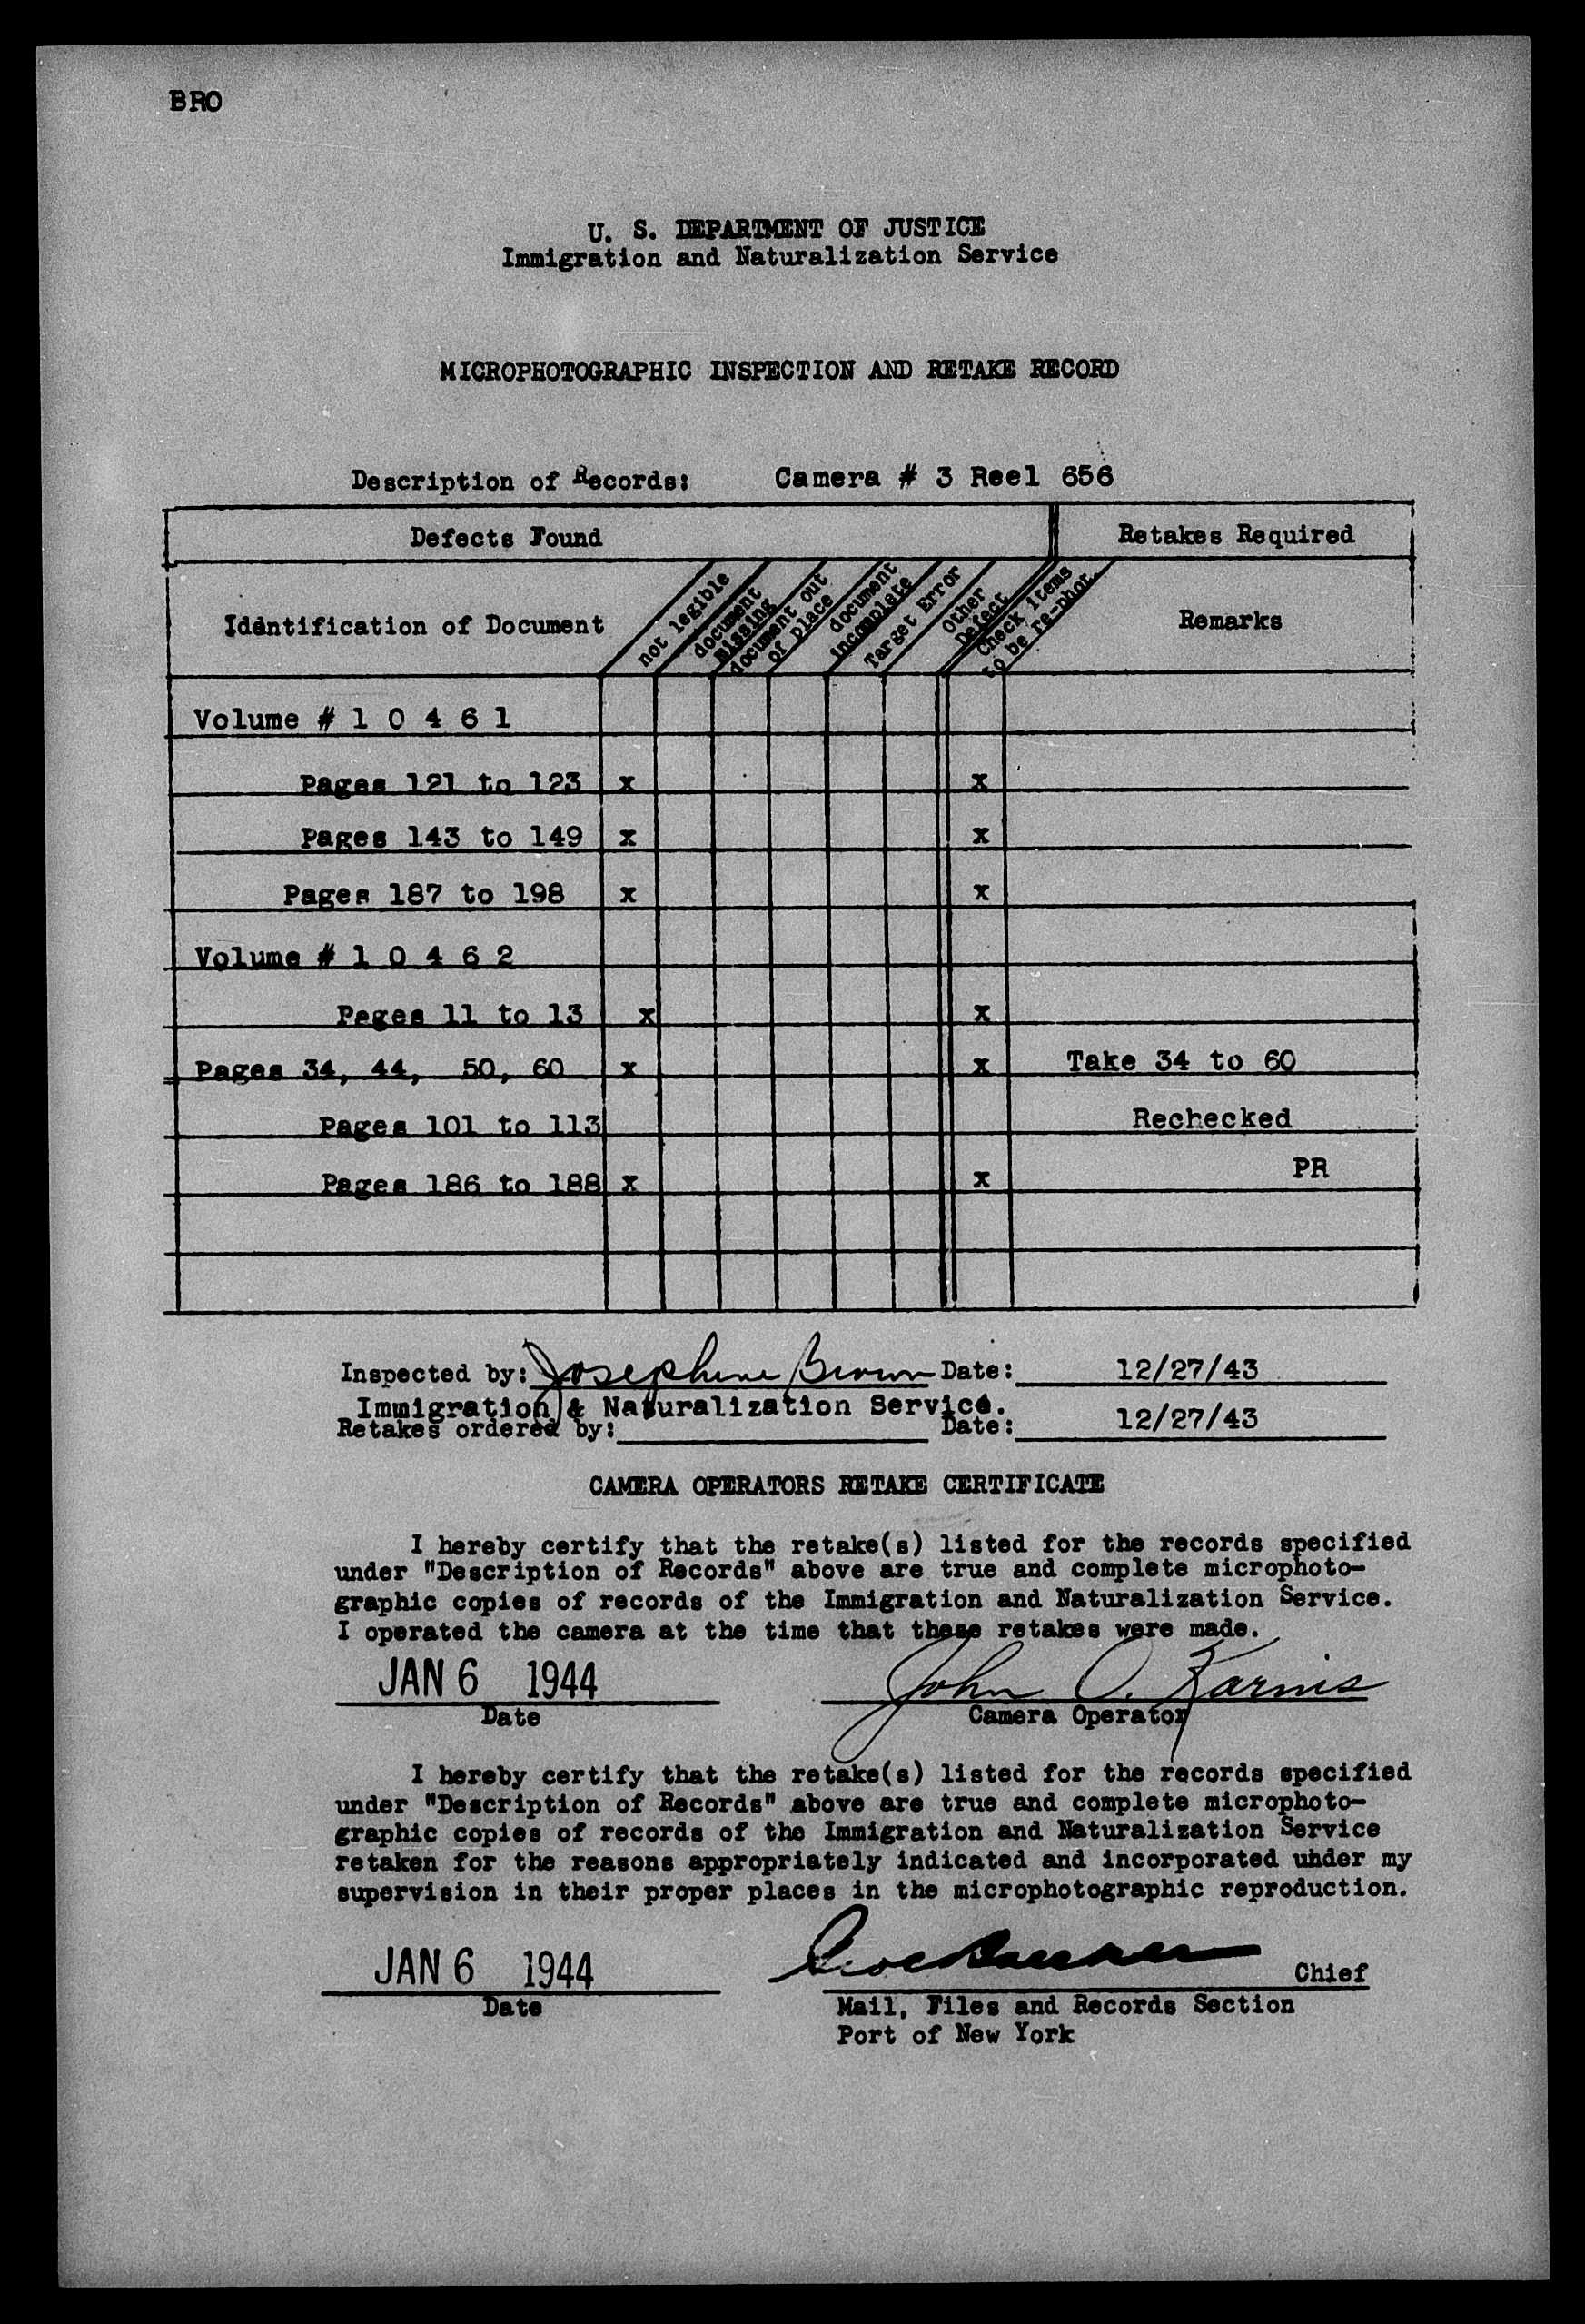 BRO
U. S. DEPARTMENT OF JUSTICE
Immigration and Naturalization Service
MICROPHOTOGRAPHIC INSPECTION AND RETAKE RECORD
Description of Records: Camera # 3 Reel 656
Defects Found Retakes Required
Identification of Document not legible document missing document out of place document incomplete Target Error Other Defect Check items to be re-phot. Remarks
Volume # 1 0 4 6 1
Pages 121 to 123 x x
Pages 143 to 149 x x
Pages 187 to 198 x x
Volume # 1 0 4 6 2
Pages 11 to 13 x x
Pages 34, 44, 50, 60 x x Take 34 to 60
Pages 101 to 113 Rechecked
Pages 186 to 188 x x PR
Inspected by: Josephine Brown Date: 12/27/43
Immigration & Naturalization Service.
Retakes ordered by: Date: 12/27/43
CAMERA OPERATORS RETAKE CERTIFICATE
I hereby certify that the retake(s) listed for the records specified
under "Description of Records" above are true and complete microphoto-
graphic copies of records of the Immigration and Naturalization Service.
I operated the camera at the time that these retakes were made.
JAN 6 1944 John O. Karnis
Date Camera Operator
I hereby certify that the retake(s) listed for the records specified
under "Description of Records" above are true and complete microphoto-
graphic copies of records of the Immigration and Naturalization Service
retaken for the reasons appropriately indicated and incorporated under my
supervision in their proper places in the microphotographic reproduction.
JAN 6 1944 Chief
Date Mail, Files and Records Section
Port of New York